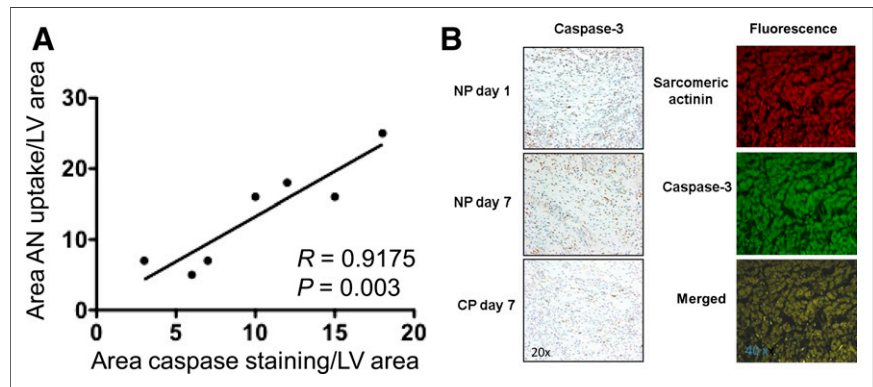 A
Area AN uptake/LV area
30
20
10
0
0
5
10
15
20
R = 0.9175
P = 0.003
Area caspase staining/LV area
B
Caspase-3
Fluorescence
NP day 1
Sarcomeric
actinin
NP day 7
Caspase-3
CP day 7
20x
Merged
40 x